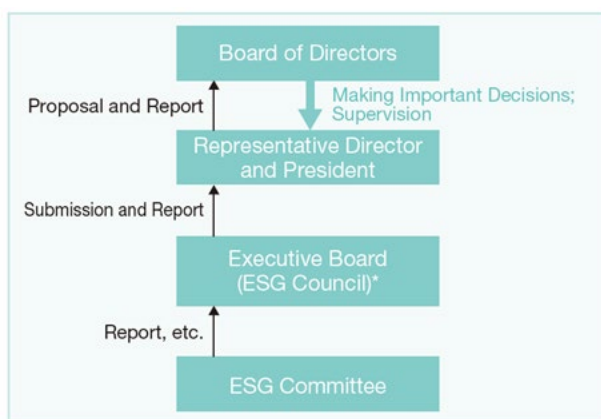 Board of Directors
Proposal and Report
Making Important Decisions;
Supervision
Representative Director
and President
Submission and Report
Executive Board
(ESG Council)*
Report, etc.
ESG Committee